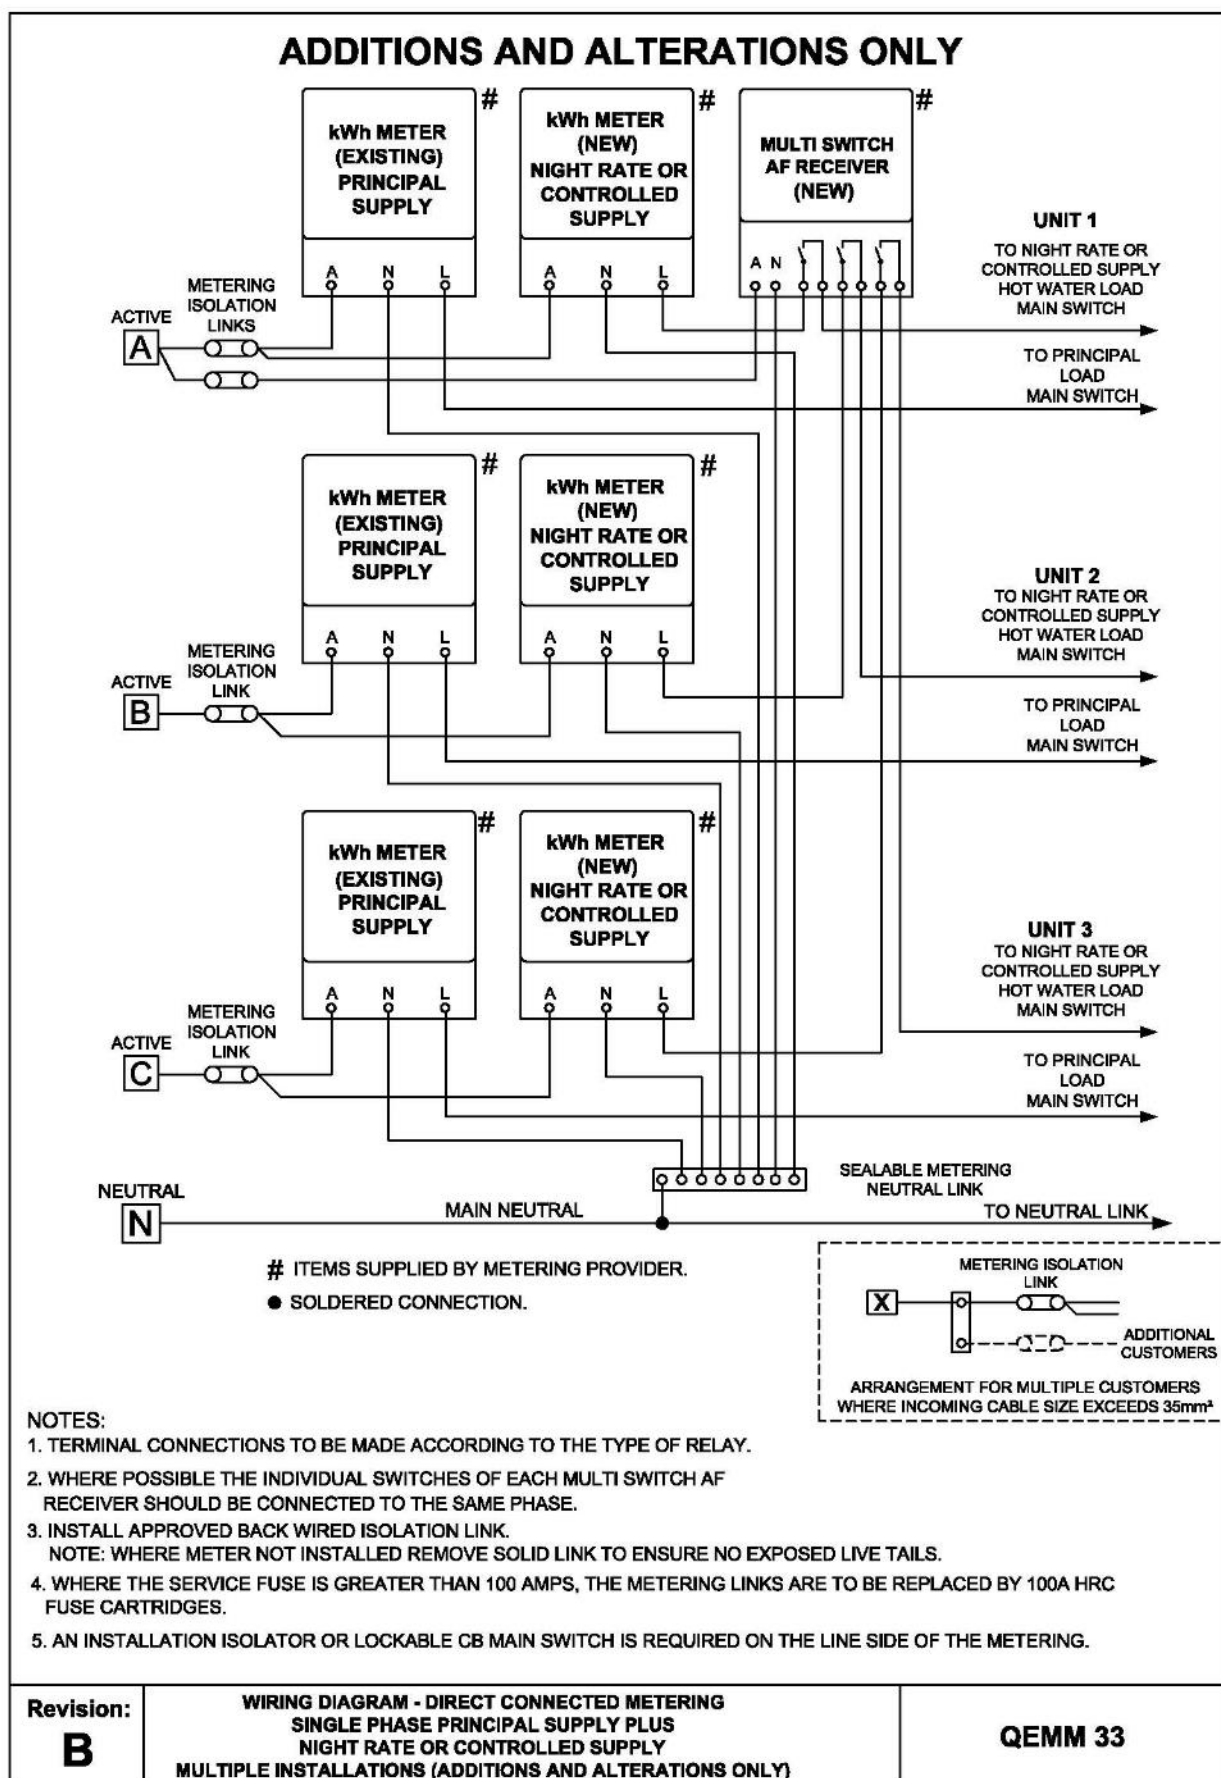 ADDITIONS AND ALTERATIONS ONLY
kWh METER
(EXISTING)
PRINCIPAL
SUPPLY
#
kWh METER
(NEW)
NIGHT RATE OR
CONTROLLED
SUPPLY
#
MULTI SWITCH
AF RECEIVER
(NEW)
#
A N L
A N L
A N
METERING
ISOLATION
LINKS
ACTIVE
A
UNIT 1
TO NIGHT RATE OR
CONTROLLED SUPPLY
HOT WATER LOAD
MAIN SWITCH
TO PRINCIPAL
LOAD
MAIN SWITCH
kWh METER
(EXISTING)
PRINCIPAL
SUPPLY
#
kWh METER
(NEW)
NIGHT RATE OR
CONTROLLED
SUPPLY
#
A N L
A N L
METERING
ISOLATION
LINK
ACTIVE
B
UNIT 2
TO NIGHT RATE OR
CONTROLLED SUPPLY
HOT WATER LOAD
MAIN SWITCH
TO PRINCIPAL
LOAD
MAIN SWITCH
kWh METER
(EXISTING)
PRINCIPAL
SUPPLY
#
kWh METER
(NEW)
NIGHT RATE OR
CONTROLLED
SUPPLY
#
A N L
A N L
METERING
ISOLATION
LINK
ACTIVE
C
UNIT 3
TO NIGHT RATE OR
CONTROLLED SUPPLY
HOT WATER LOAD
MAIN SWITCH
TO PRINCIPAL
LOAD
MAIN SWITCH
SEALABLE METERING
NEUTRAL LINK
NEUTRAL
N
MAIN NEUTRAL
TO NEUTRAL LINK
# ITEMS SUPPLIED BY METERING PROVIDER.
● SOLDERED CONNECTION.
METERING ISOLATION
LINK
X
ADDITIONAL
CUSTOMERS
ARRANGEMENT FOR MULTIPLE CUSTOMERS
WHERE INCOMING CABLE SIZE EXCEEDS 35mm²
NOTES:
1. TERMINAL CONNECTIONS TO BE MADE ACCORDING TO THE TYPE OF RELAY.
2. WHERE POSSIBLE THE INDIVIDUAL SWITCHES OF EACH MULTI SWITCH AF
RECEIVER SHOULD BE CONNECTED TO THE SAME PHASE.
3. INSTALL APPROVED BACK WIRED ISOLATION LINK.
NOTE: WHERE METER NOT INSTALLED REMOVE SOLID LINK TO ENSURE NO EXPOSED LIVE TAILS.
4. WHERE THE SERVICE FUSE IS GREATER THAN 100 AMPS, THE METERING LINKS ARE TO BE REPLACED BY 100A HRC
FUSE CARTRIDGES.
5. AN INSTALLATION ISOLATOR OR LOCKABLE CB MAIN SWITCH IS REQUIRED ON THE LINE SIDE OF THE METERING.
Revision:
B
WIRING DIAGRAM - DIRECT CONNECTED METERING
SINGLE PHASE PRINCIPAL SUPPLY PLUS
NIGHT RATE OR CONTROLLED SUPPLY
MULTIPLE INSTALLATIONS (ADDITIONS AND ALTERATIONS ONLY)
QEMM 33